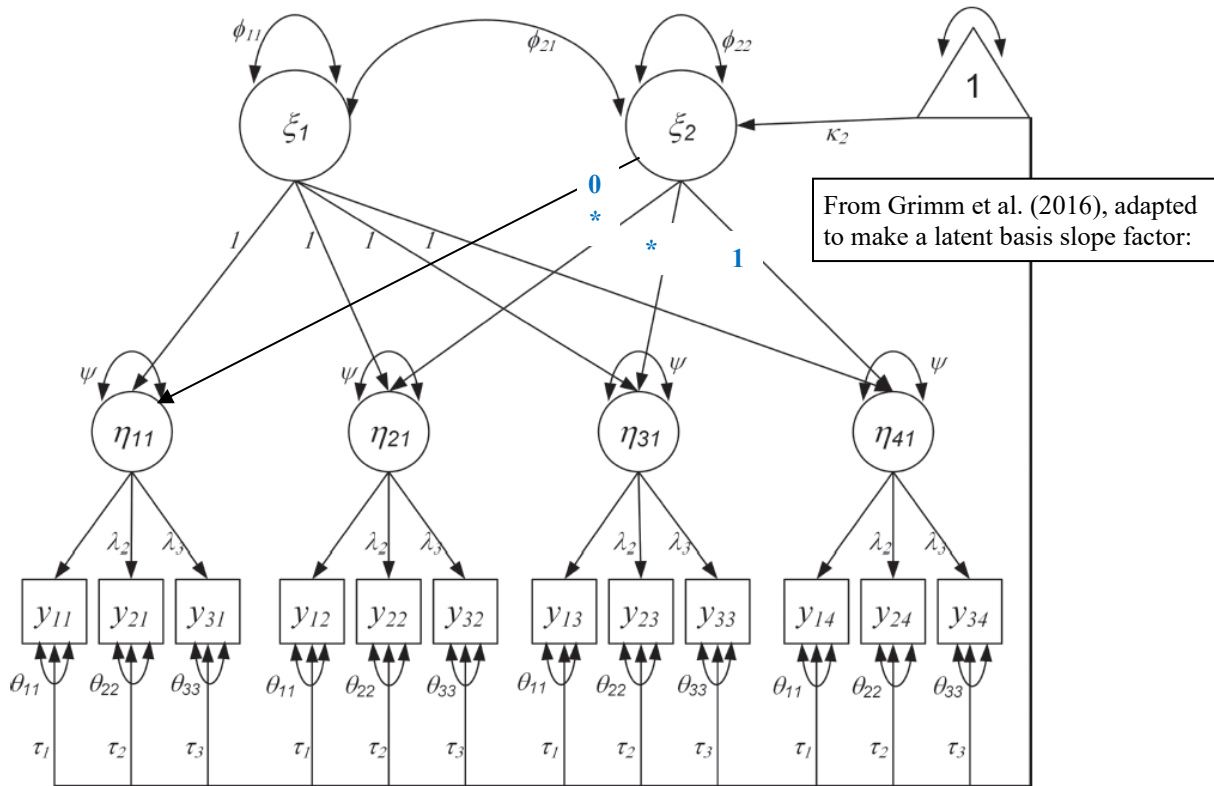 ϕ11 ϕ21 ϕ22
ξ1 ξ2 1
κ2
0
*
*
1
From Grimm et al. (2016), adapted
to make a latent basis slope factor:
1 1 1 1
ψ ψ ψ ψ
η11 η21 η31 η41
λ2 λ3 λ2 λ3 λ2 λ3 λ2 λ3
y11 y21 y31 y12 y22 y32 y13 y23 y33 y14 y24 y34
θ11 θ22 θ33 θ11 θ22 θ33 θ11 θ22 θ33 θ11 θ22 θ33
τ1 τ2 τ3 τ1 τ2 τ3 τ1 τ2 τ3 τ1 τ2 τ3